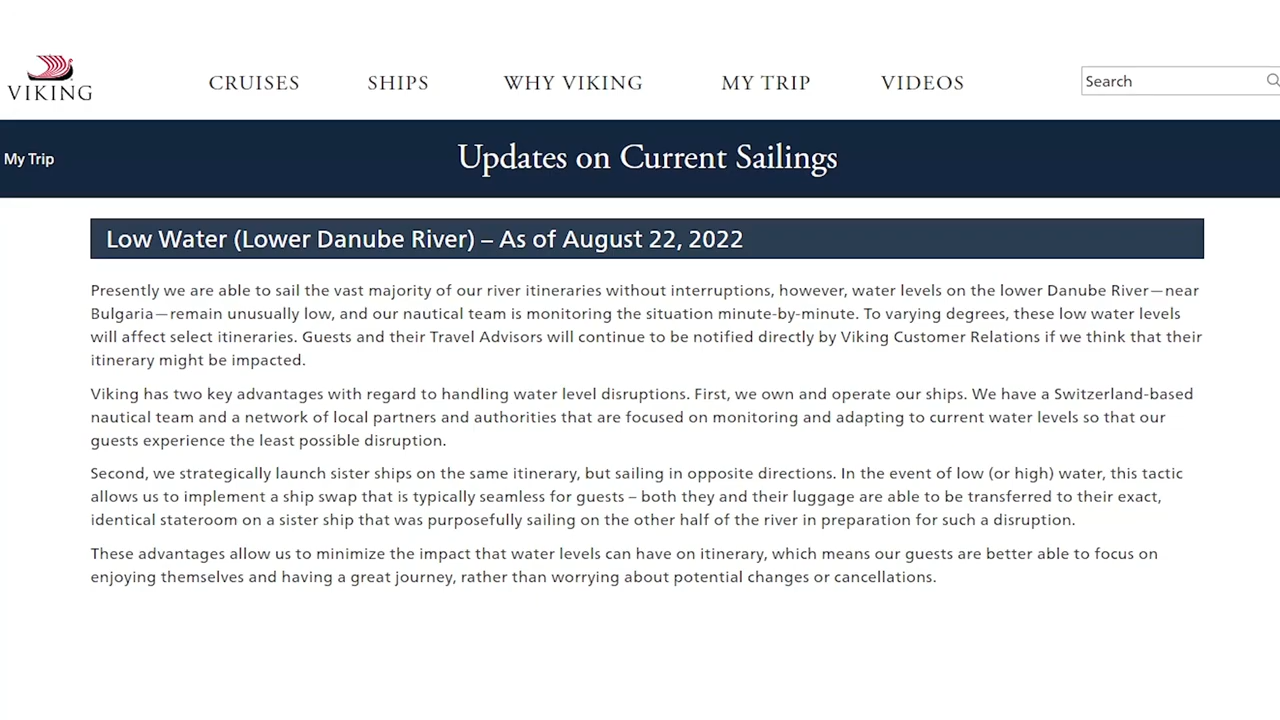 VIKING
CRUISES
SHIPS
WHY VIKING
MY TRIP
VIDEOS
Search
My Trip
Updates on Current Sailings
Low Water (Lower Danube River) – As of August 22, 2022
Presently we are able to sail the vast majority of our river itineraries without interruptions, however, water levels on the lower Danube River—near
Bulgaria—remain unusually low, and our nautical team is monitoring the situation minute-by-minute. To varying degrees, these low water levels
will affect select itineraries. Guests and their Travel Advisors will continue to be notified directly by Viking Customer Relations if we think that their
itinerary might be impacted.
Viking has two key advantages with regard to handling water level disruptions. First, we own and operate our ships. We have a Switzerland-based
nautical team and a network of local partners and authorities that are focused on monitoring and adapting to current water levels so that our
guests experience the least possible disruption.
Second, we strategically launch sister ships on the same itinerary, but sailing in opposite directions. In the event of low (or high) water, this tactic
allows us to implement a ship swap that is typically seamless for guests – both they and their luggage are able to be transferred to their exact,
identical stateroom on a sister ship that was purposefully sailing on the other half of the river in preparation for such a disruption.
These advantages allow us to minimize the impact that water levels can have on itinerary, which means our guests are better able to focus on
enjoying themselves and having a great journey, rather than worrying about potential changes or cancellations.